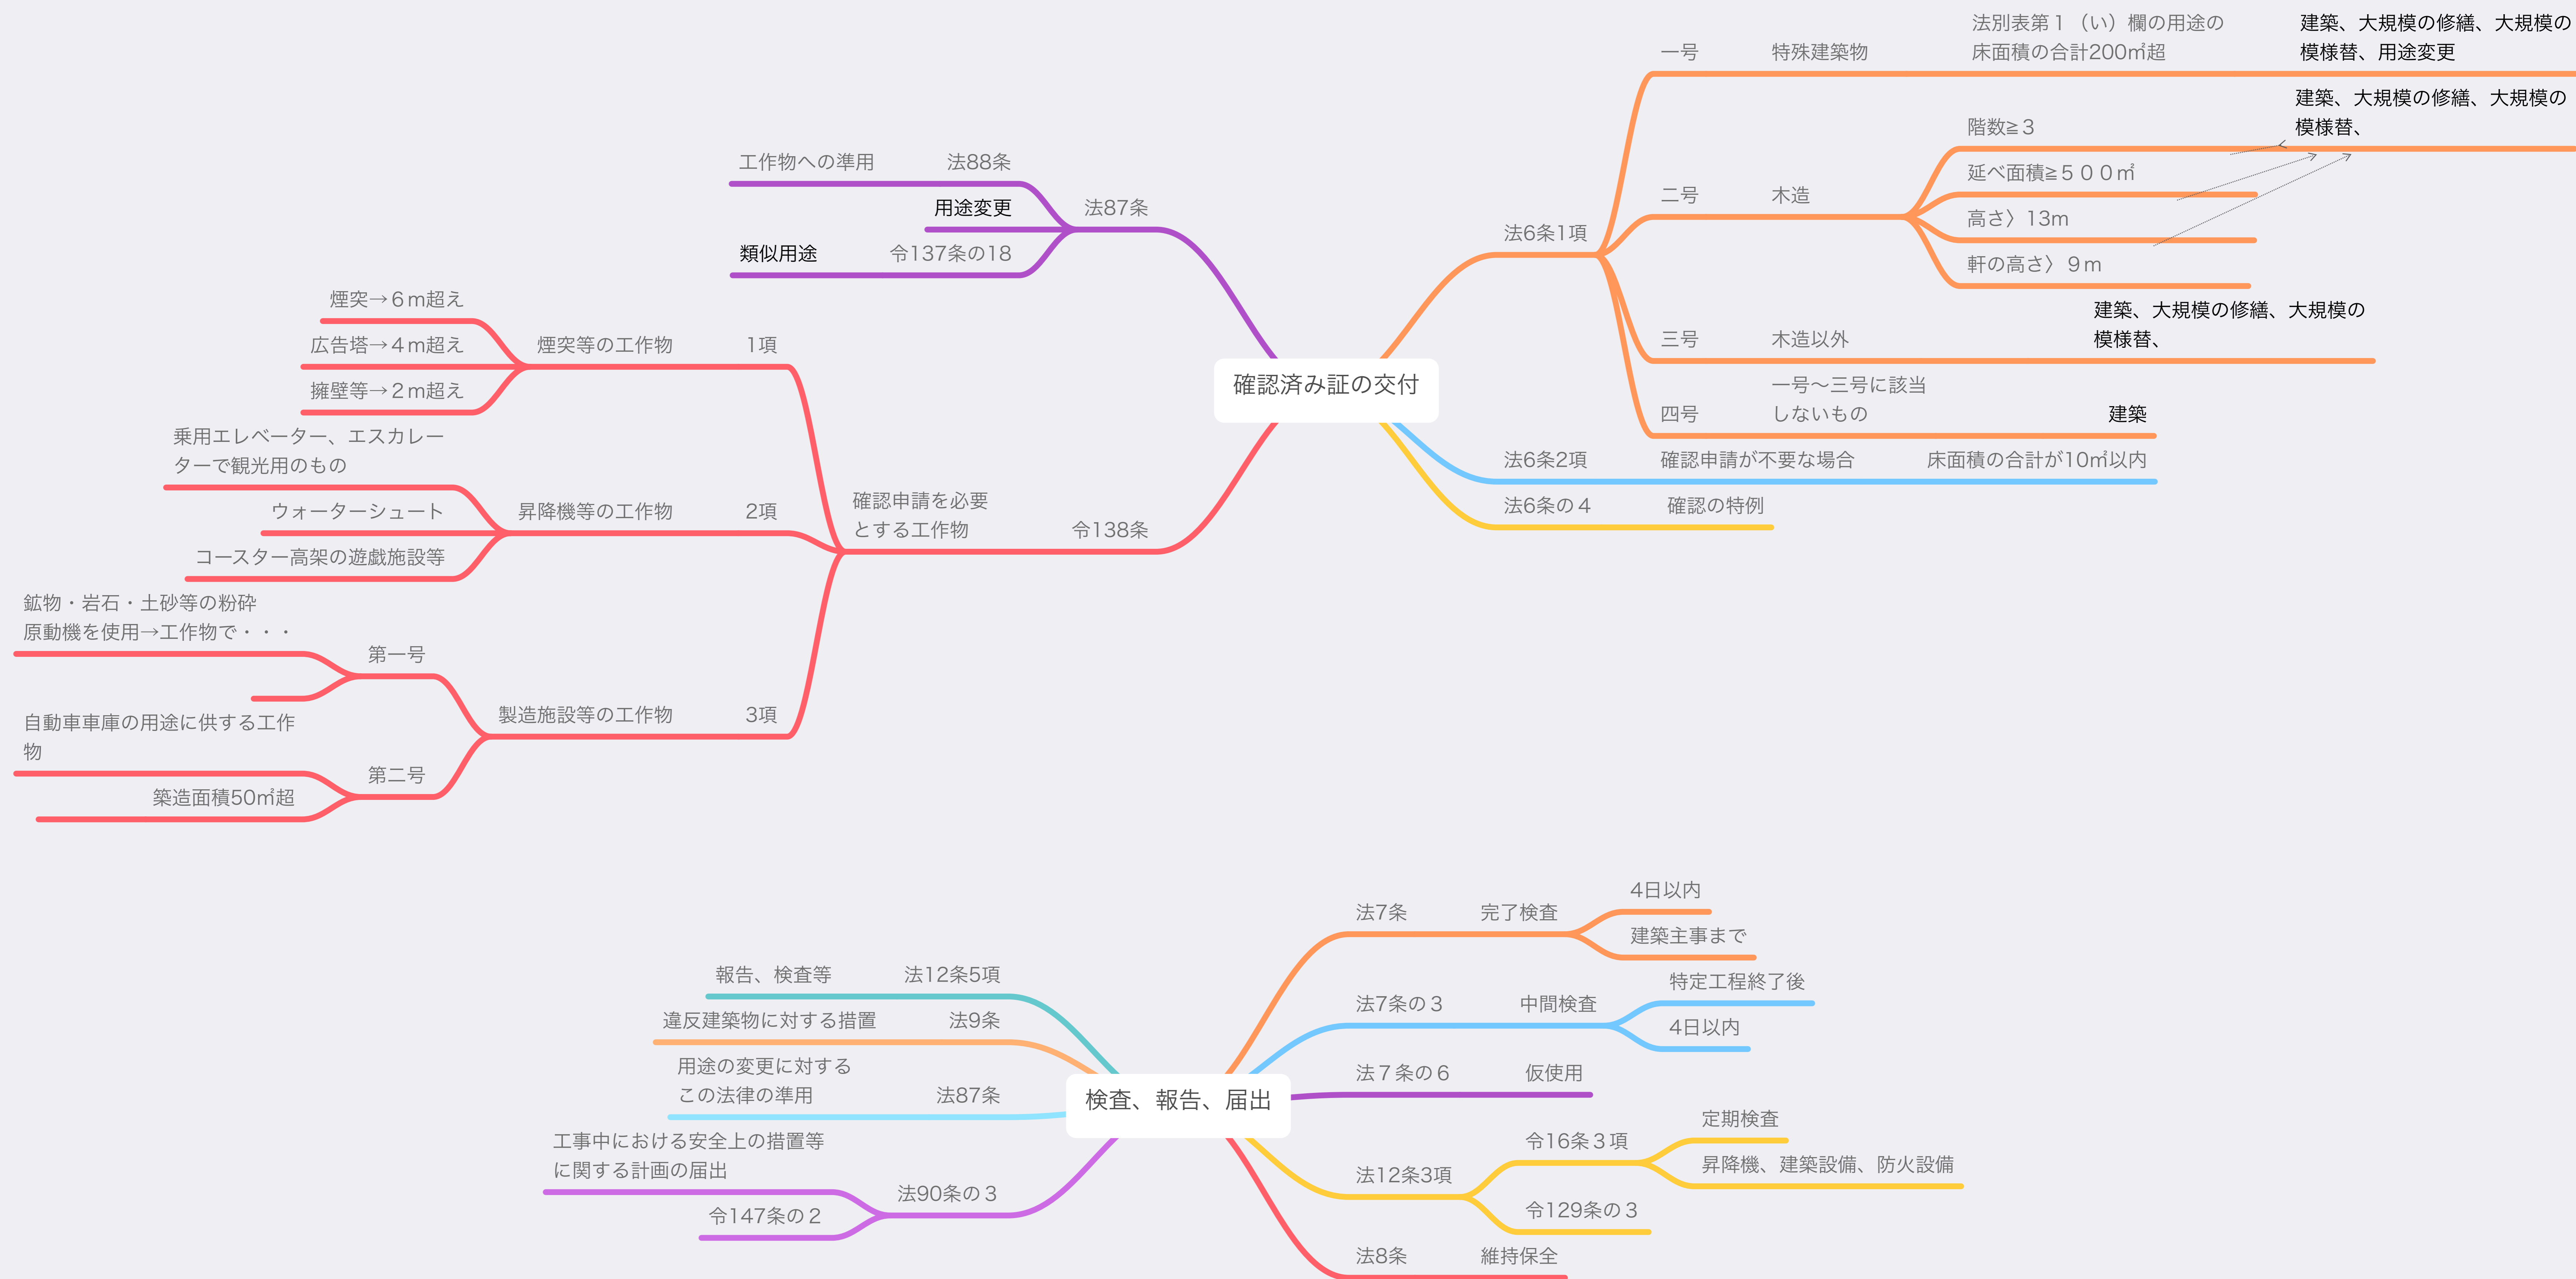 確認済み証の交付
法6条1項
一号
特殊建築物
法別表第１（い）欄の用途の
床面積の合計200㎡超
建築、大規模の修繕、大規模の
模様替、用途変更
二号
木造
階数≧３
建築、大規模の修繕、大規模の
模様替、
延べ面積≧５００㎡
高さ〉13m
軒の高さ〉９m
三号
木造以外
建築、大規模の修繕、大規模の
模様替、
四号
一号〜三号に該当
しないもの
建築
法6条2項
確認申請が不要な場合
床面積の合計が10㎡以内
法6条の４
確認の特例
法87条
法88条
工作物への準用
用途変更
令137条の18
類似用途
令138条
確認申請を必要
とする工作物
1項
煙突等の工作物
煙突→６m超え
広告塔→４m超え
擁壁等→２m超え
2項
昇降機等の工作物
乗用エレベーター、エスカレー
ターで観光用のもの
ウォーターシュート
コースター高架の遊戯施設等
3項
製造施設等の工作物
第一号
鉱物・岩石・土砂等の粉砕
原動機を使用→工作物で・・・
第二号
自動車車庫の用途に供する工作
物
築造面積50㎡超
検査、報告、届出
法7条
完了検査
4日以内
建築主事まで
法7条の３
中間検査
特定工程終了後
4日以内
法７条の６
仮使用
法12条3項
令16条３項
定期検査
昇降機、建築設備、防火設備
令129条の３
法8条
維持保全
法12条5項
報告、検査等
法9条
違反建築物に対する措置
法87条
用途の変更に対する
この法律の準用
法90条の３
工事中における安全上の措置等
に関する計画の届出
令147条の２